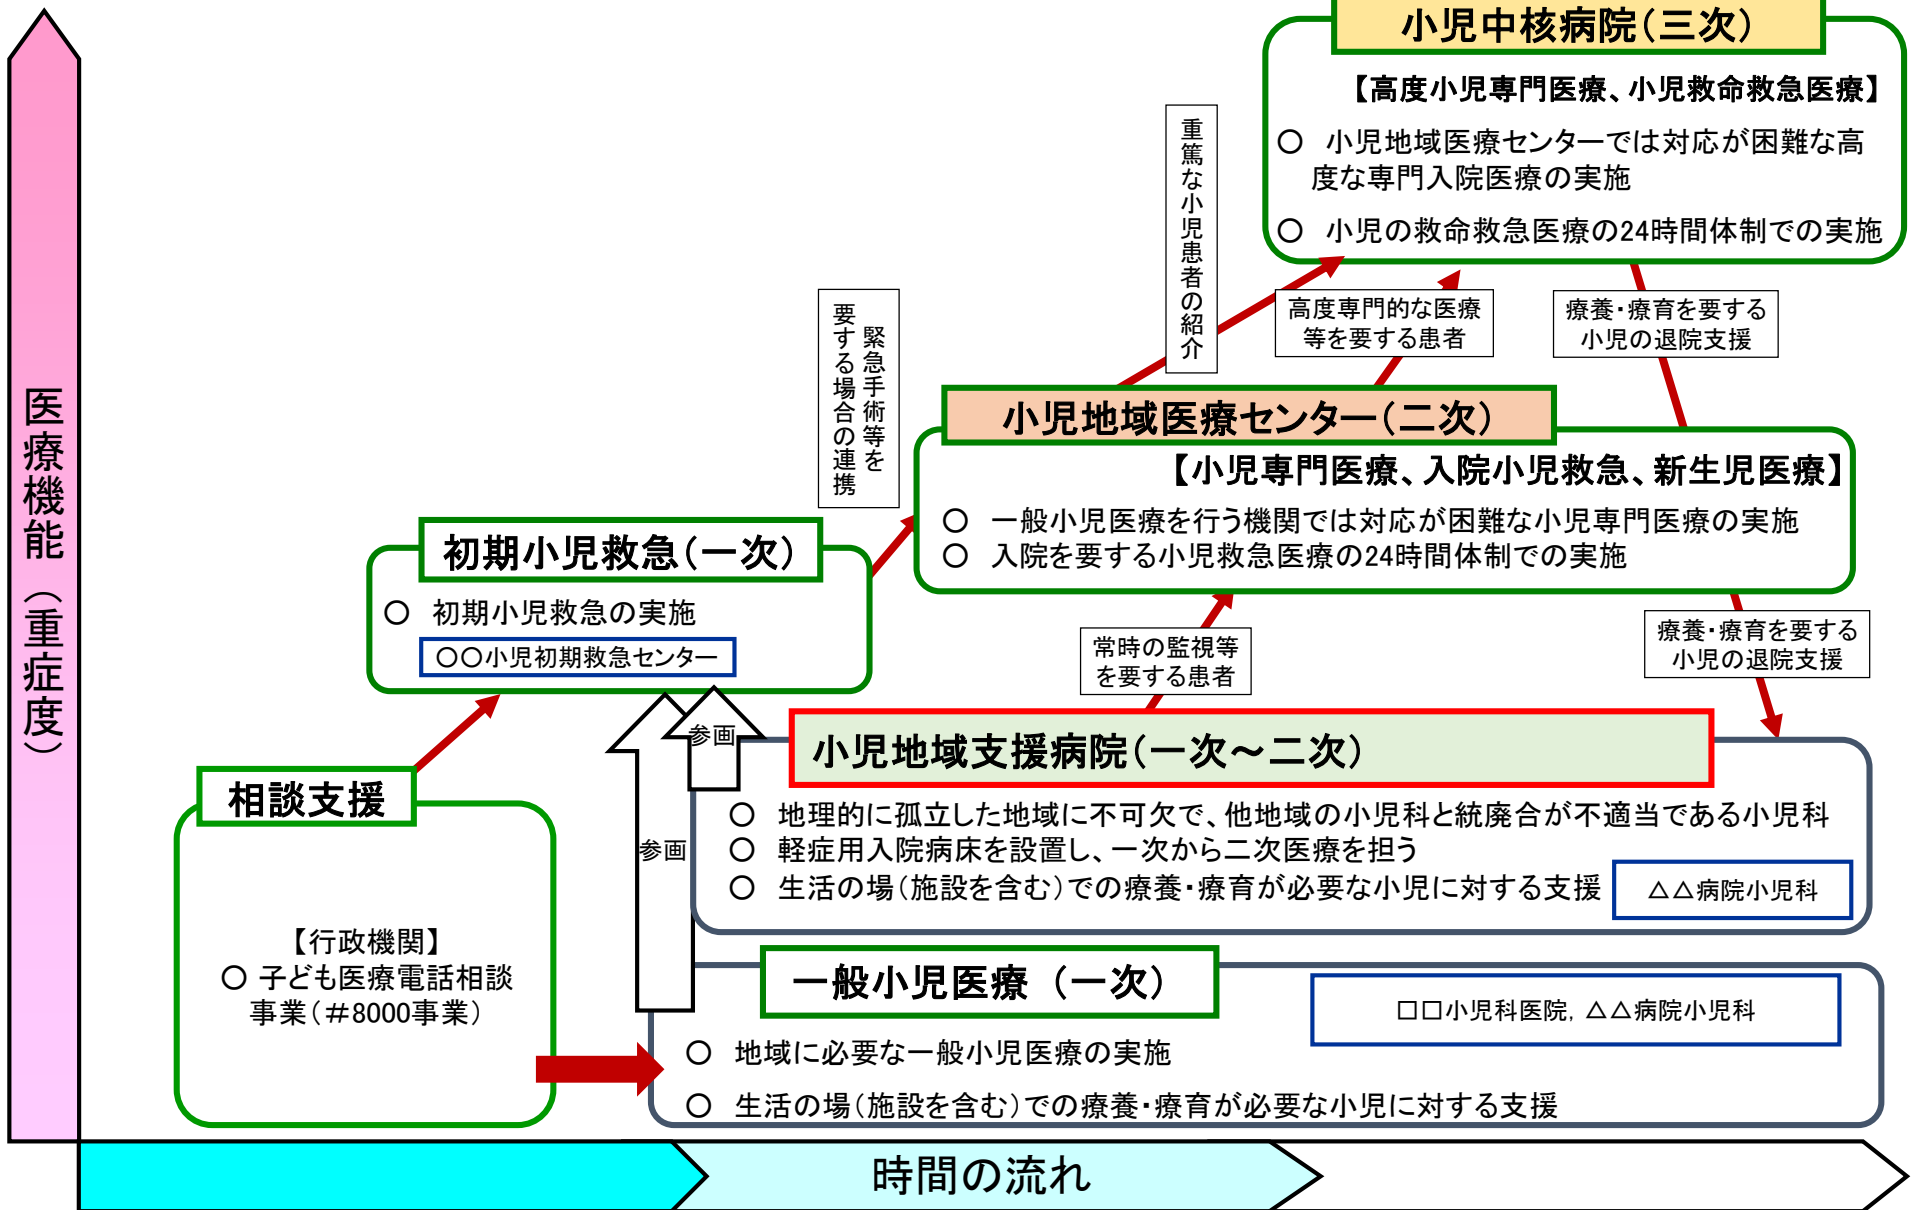 医療機能（重症度）
小児中核病院（三次）
【高度小児専門医療、小児救命救急医療】
○　小児地域医療センターでは対応が困難な高
度な専門入院医療の実施
○　小児の救命救急医療の24時間体制での実施
重篤な小児患者の紹介
高度専門的な医療
等を要する患者
療養・療育を要する
小児の退院支援
緊急手術等を
要する場合の連携
小児地域医療センター（二次）
【小児専門医療、入院小児救急、新生児医療】
○　一般小児医療を行う機関では対応が困難な小児専門医療の実施
○　入院を要する小児救急医療の24時間体制での実施
初期小児救急（一次）
○　初期小児救急の実施
○○小児初期救急センター
常時の監視等
を要する患者
療養・療育を要する
小児の退院支援
参画
小児地域支援病院（一次～二次）
○　地理的に孤立した地域に不可欠で、他地域の小児科と統廃合が不適当である小児科
○　軽症用入院病床を設置し、一次から二次医療を担う
○　生活の場（施設を含む）での療養・療育が必要な小児に対する支援
△△病院小児科
参画
相談支援
【行政機関】
○ 子ども医療電話相談
事業（＃8000事業）
一般小児医療 （一次）
□□小児科医院, △△病院小児科
○　地域に必要な一般小児医療の実施
○　生活の場（施設を含む）での療養・療育が必要な小児に対する支援
時間の流れ